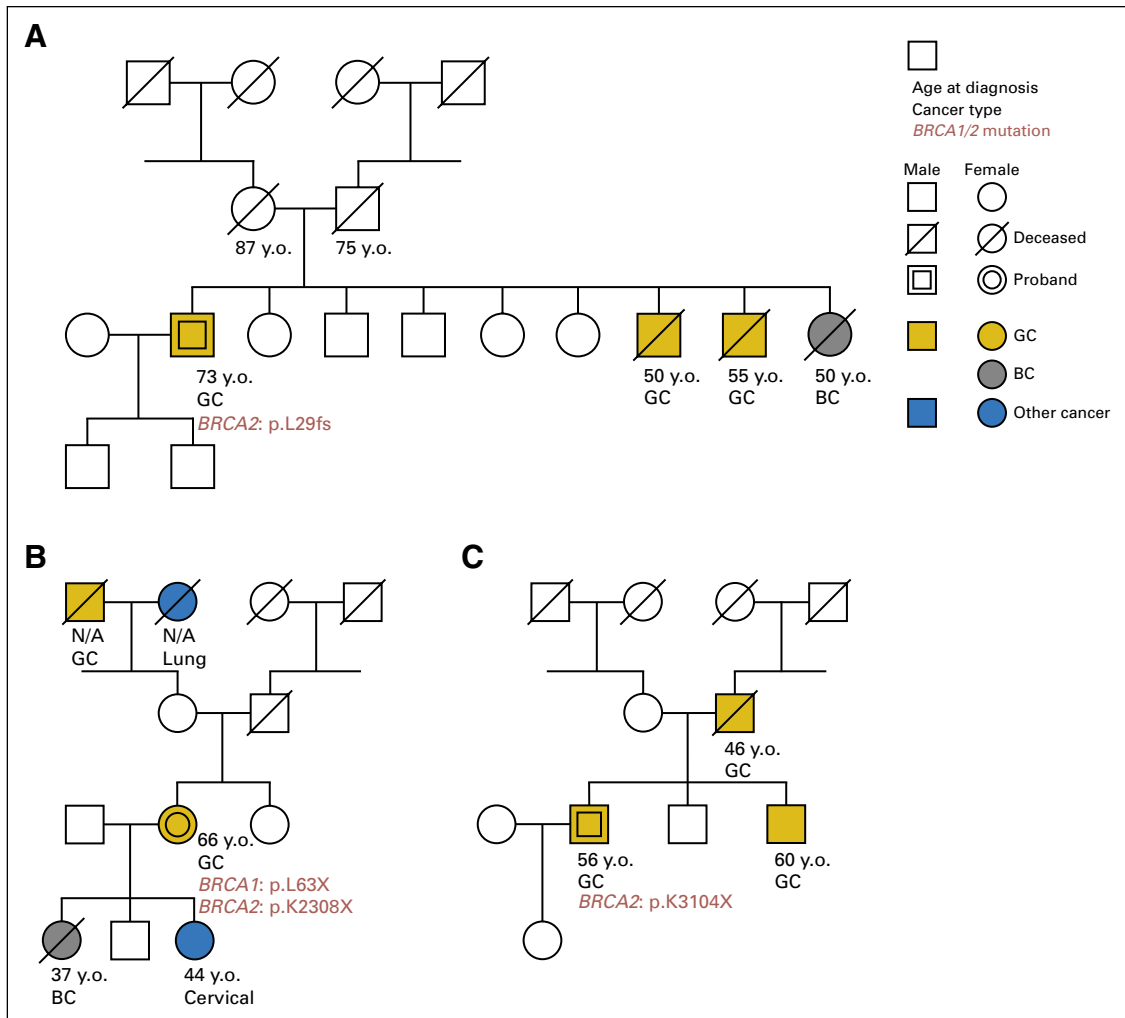 A
87 y.o.
75 y.o.
73 y.o.
GC
BRCA2: p.L29fs
50 y.o.
GC
55 y.o.
GC
50 y.o.
BC
Age at diagnosis
Cancer type
BRCA1/2 mutation
Male
Female
Deceased
Proband
GC
BC
Other cancer
B
N/A
GC
N/A
Lung
66 y.o.
GC
BRCA1: p.L63X
BRCA2: p.K2308X
37 y.o.
BC
44 y.o.
Cervical
C
46 y.o.
GC
56 y.o.
GC
BRCA2: p.K3104X
60 y.o.
GC